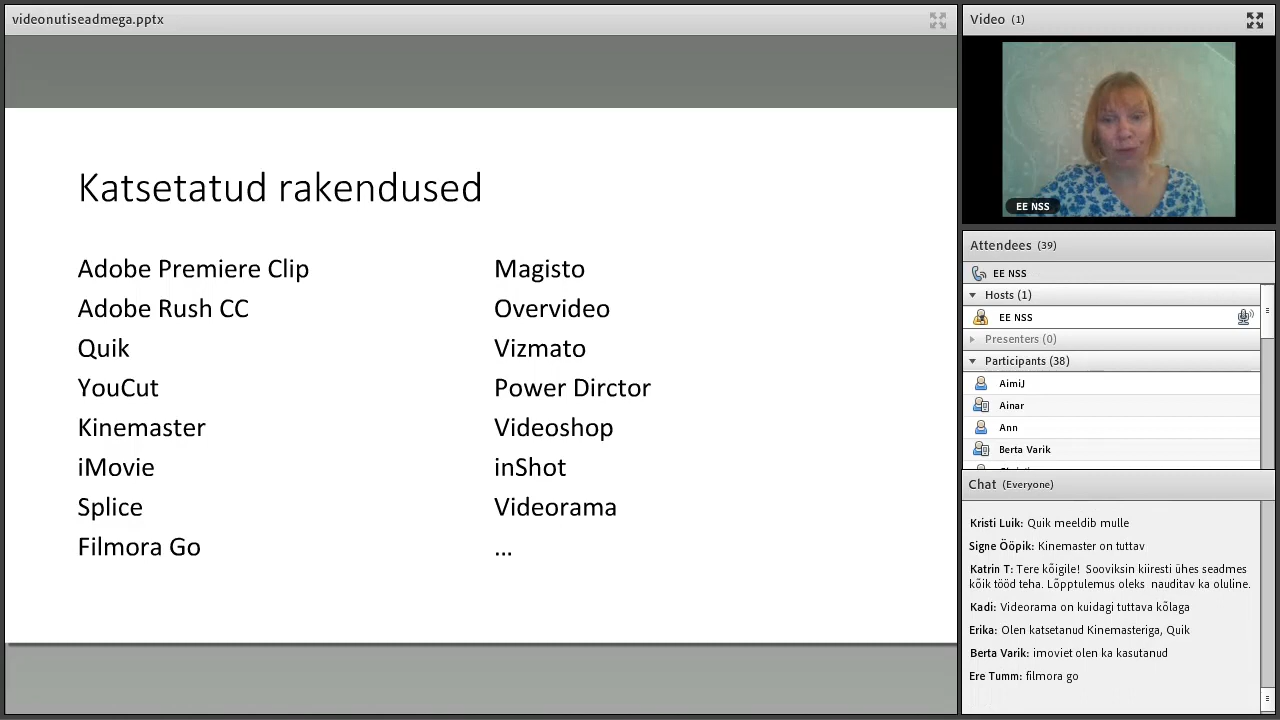 videonutiseadmega.pptx
Katsetatud rakendused
Adobe Premiere Clip
Adobe Rush CC
Quik
YouCut
Kinemaster
iMovie
Splice
Filmora Go
Magisto
Overvideo
Vizmato
Power Dirctor
Videoshop
inShot
Videorama
...
Video (1)
EE NSS
Attendees (39)
EE NSS
Hosts (1)
EE NSS
Presenters (0)
Participants (38)
AimiJ
Ainar
Ann
Berta Varik
Chat (Everyone)
Kristi Luik: Quik meeldib mulle
Signe Ööpik: Kinemaster on tuttav
Katrin T: Tere kõigile! Sooviksin kiiresti ühes seadmes
kõik tööd teha. Lõpptulemus oleks nauditav ka oluline.
Kadi: Videorama on kuidagi tuttava kõlaga
Erika: Olen katsetanud Kinemasteriga, Quik
Berta Varik: imoviet olen ka kasutanud
Ere Tumm: filmora go